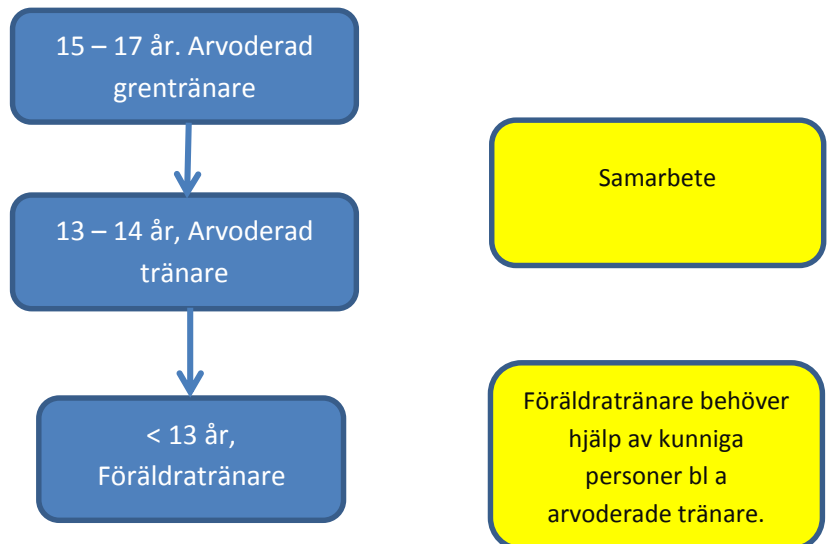 15 – 17 år. Arvoderad
grentränare
Samarbete
13 – 14 år, Arvoderad
tränare
< 13 år,
Föräldratränare
Föräldratränare behöver
hjälp av kunniga
personer bl a
arvoderade tränare.